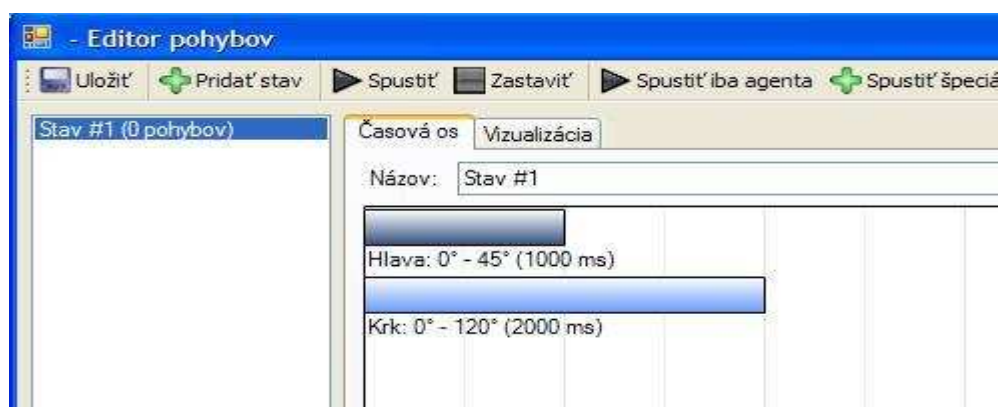 - Editor pohybov
Uložiť Pridať stav Spustiť Zastaviť Spustiť iba agenta Spustiť špeciá
Stav #1 (0 pohybov)
Časová os Vizualizácia
Názov: Stav #1
Hlava: 0° - 45° (1000 ms)
Krk: 0° - 120° (2000 ms)